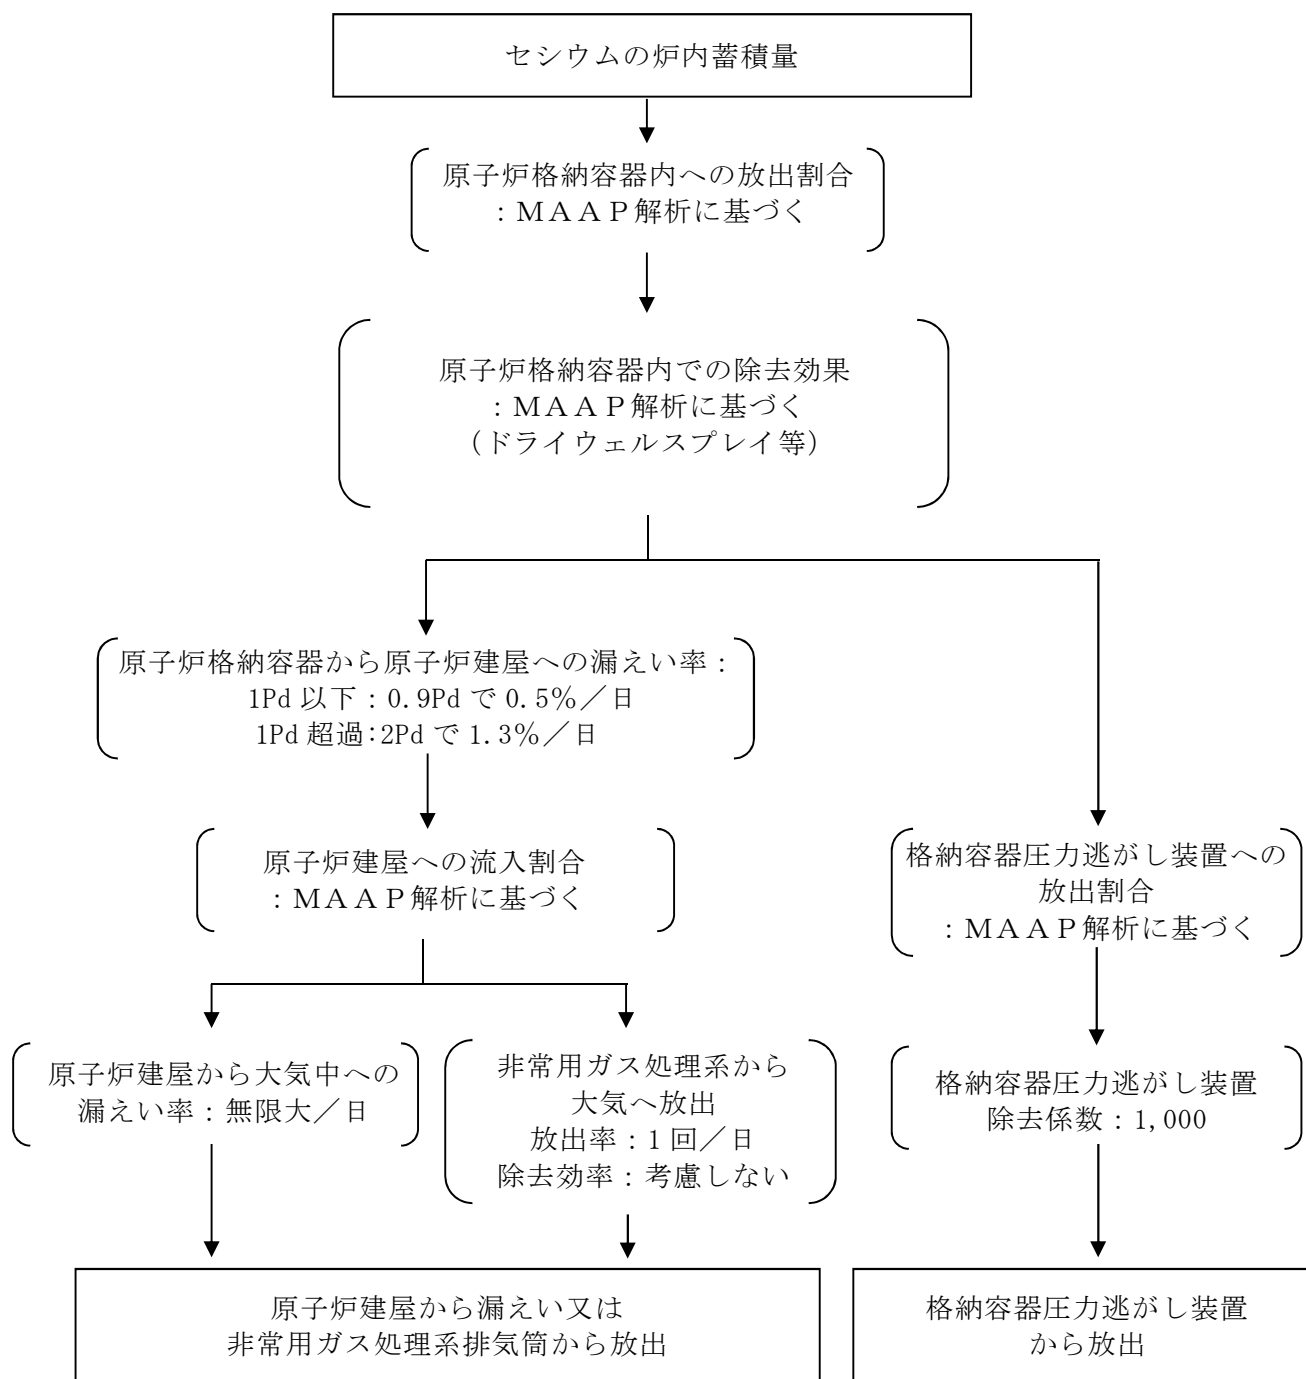 セシウムの炉内蓄積量
原子炉格納容器内への放出割合
：ＭＡＡＰ解析に基づく
原子炉格納容器内での除去効果
：ＭＡＡＰ解析に基づく
（ドライウェルスプレイ等）
原子炉格納容器から原子炉建屋への漏えい率：
1Pd 以下：0.9Pd で 0.5％／日
1Pd 超過：2Pd で 1.3％／日
原子炉建屋への流入割合
：ＭＡＡＰ解析に基づく
格納容器圧力逃がし装置への
放出割合
：ＭＡＡＰ解析に基づく
原子炉建屋から大気中への
漏えい率：無限大／日
非常用ガス処理系から
大気へ放出
放出率：1 回／日
除去効率：考慮しない
格納容器圧力逃がし装置
除去係数：1,000
原子炉建屋から漏えい又は
非常用ガス処理系排気筒から放出
格納容器圧力逃がし装置
から放出